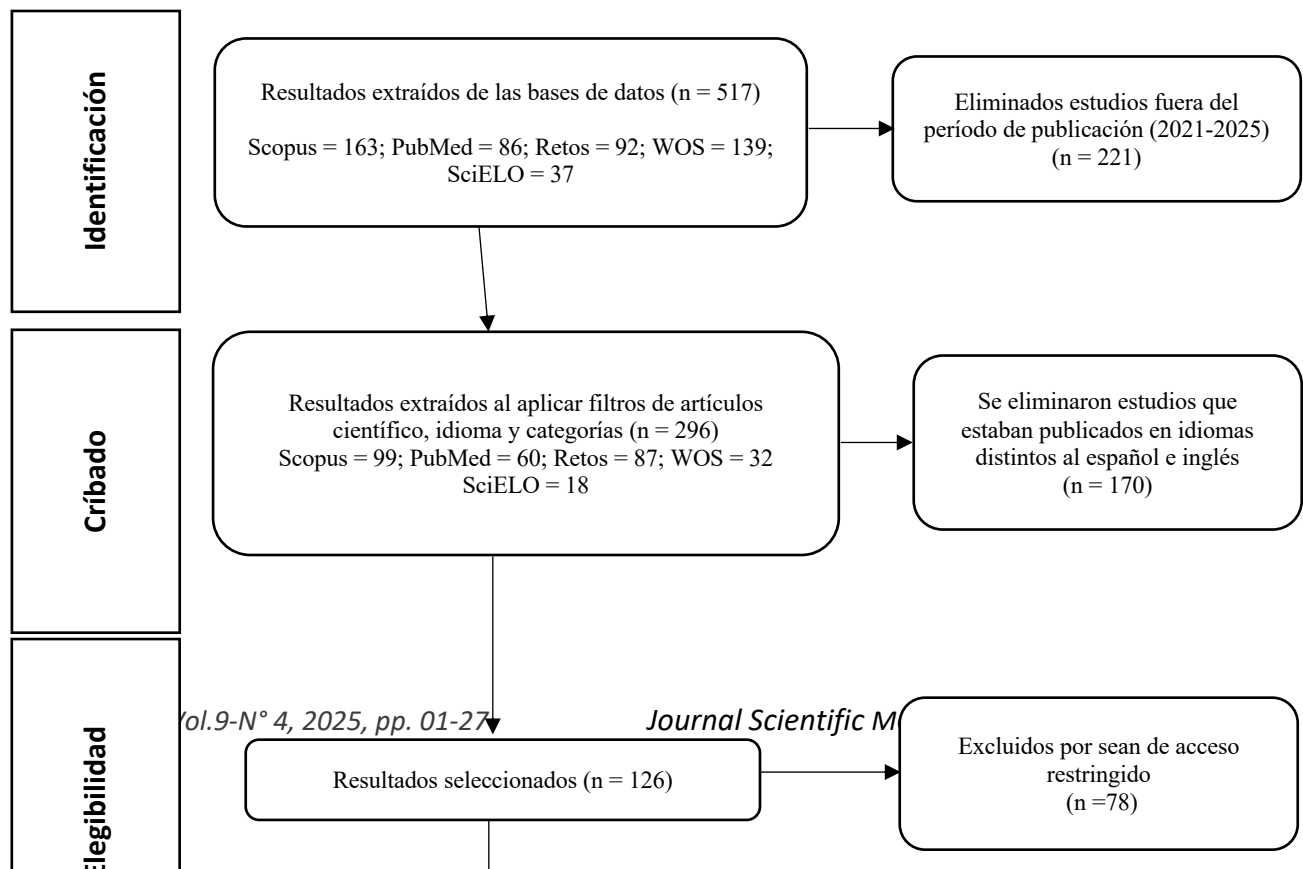 Identificación
Resultados extraídos de las bases de datos (n = 517)
Scopus = 163; PubMed = 86; Retos = 92; WOS = 139;
SciELO = 37
Eliminados estudios fuera del
período de publicación (2021-2025)
(n = 221)
Críbado
Resultados extraídos al aplicar filtros de artículos
científico, idioma y categorías (n = 296)
Scopus = 99; PubMed = 60; Retos = 87; WOS = 32
SciELO = 18
Se eliminaron estudios que
estaban publicados en idiomas
distintos al español e inglés
(n = 170)
Elegibilidad
Vol.9-N° 4, 2025, pp. 01-27
Journal Scientific M
Resultados seleccionados (n = 126)
Excluidos por sean de acceso
restringido
(n =78)